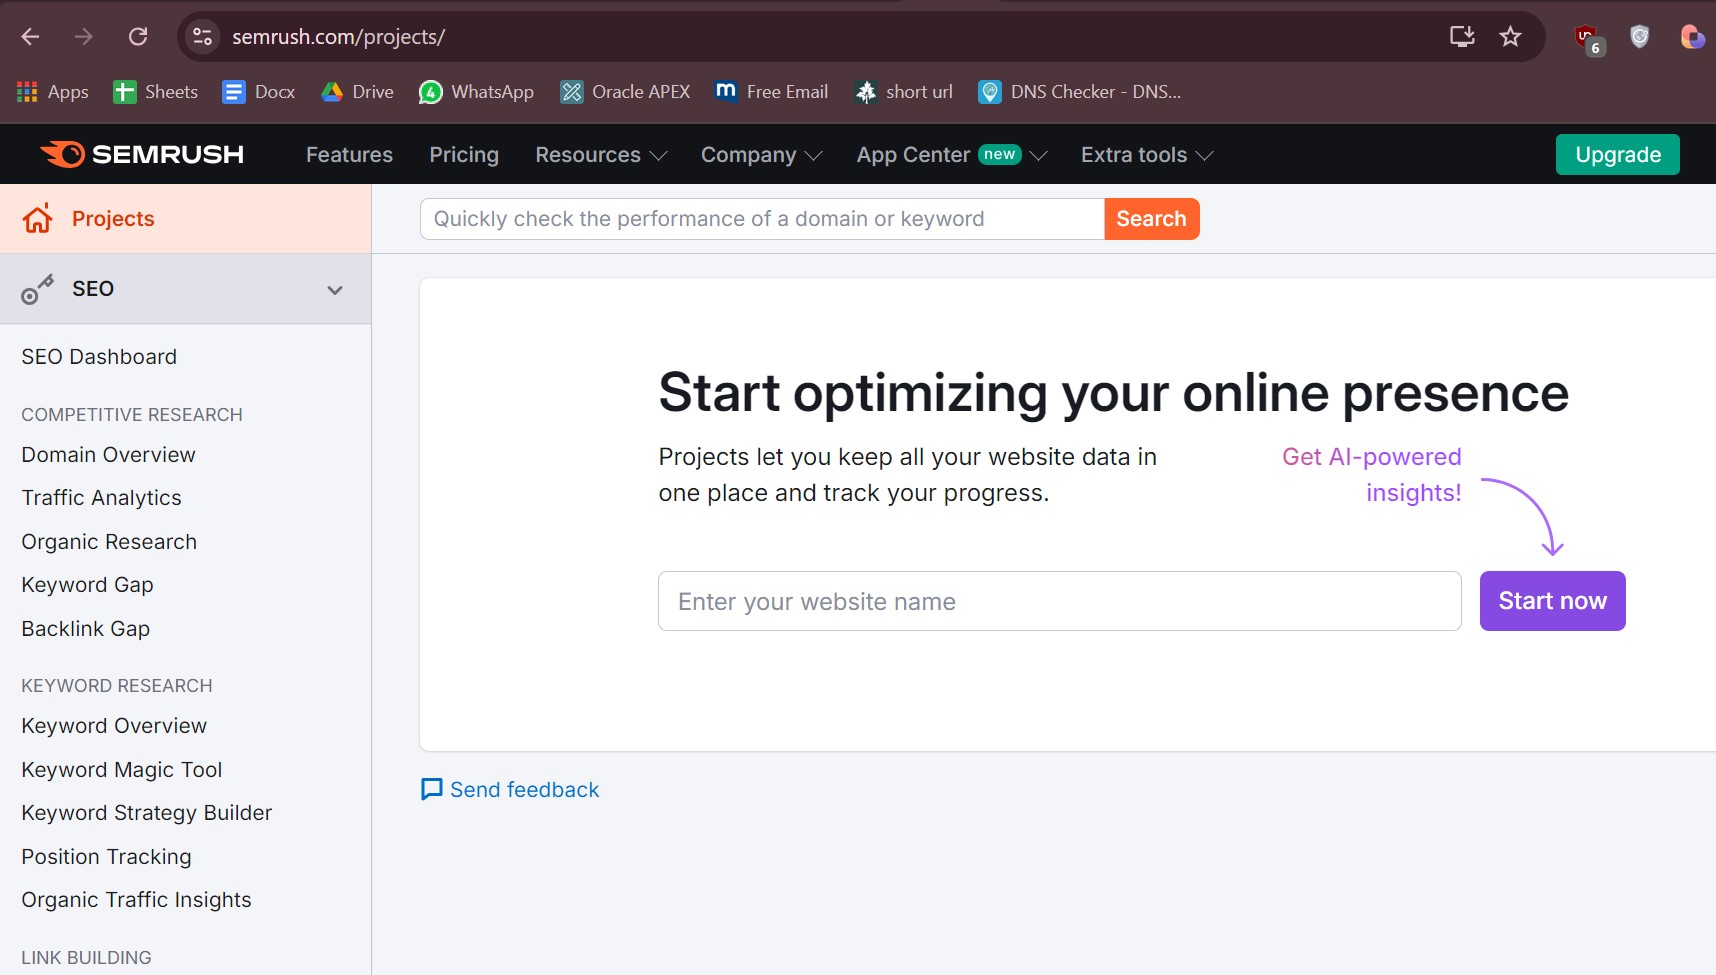 semrush.com/projects/
6
Apps Sheets Docx Drive WhatsApp Oracle APEX Free Email short url DNS Checker - DNS...
SEMRUSH Features Pricing Resources Company App Center new Extra tools Upgrade
Projects
Quickly check the performance of a domain or keyword Search
SEO
SEO Dashboard
COMPETITIVE RESEARCH
Domain Overview
Traffic Analytics
Organic Research
Keyword Gap
Backlink Gap
KEYWORD RESEARCH
Keyword Overview
Keyword Magic Tool
Keyword Strategy Builder
Position Tracking
Organic Traffic Insights
LINK BUILDING
Start optimizing your online presence
Projects let you keep all your website data in
one place and track your progress.
Get AI-powered
insights!
Enter your website name Start now
Send feedback